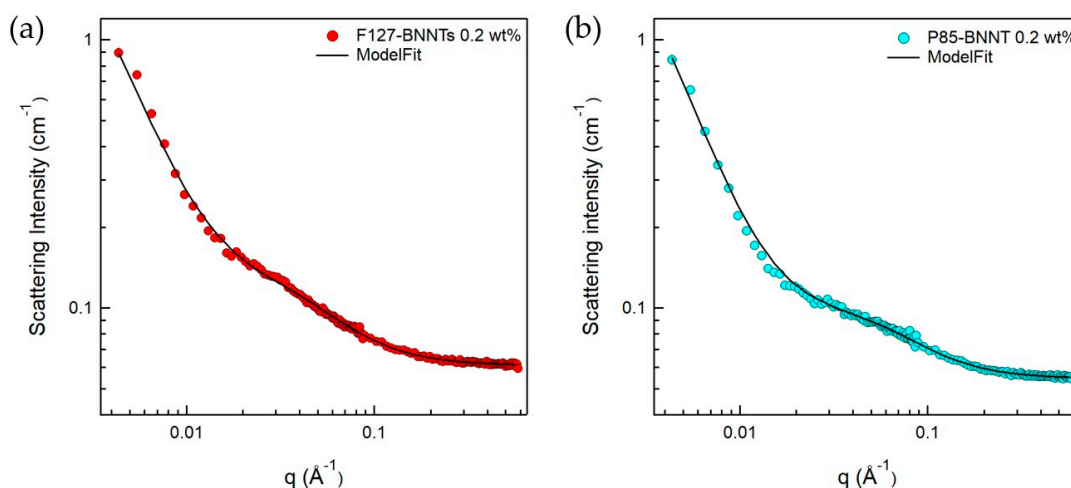 (a)
F127-BNNTs 0.2 wt%
ModelFit
1
0.1
Scattering Intensity (cm⁻¹)
0.01
0.1
q (Å⁻¹)
(b)
P85-BNNT 0.2 wt%
ModelFit
1
0.1
Scattering intensity (cm⁻¹)
0.01
0.1
q (Å⁻¹)